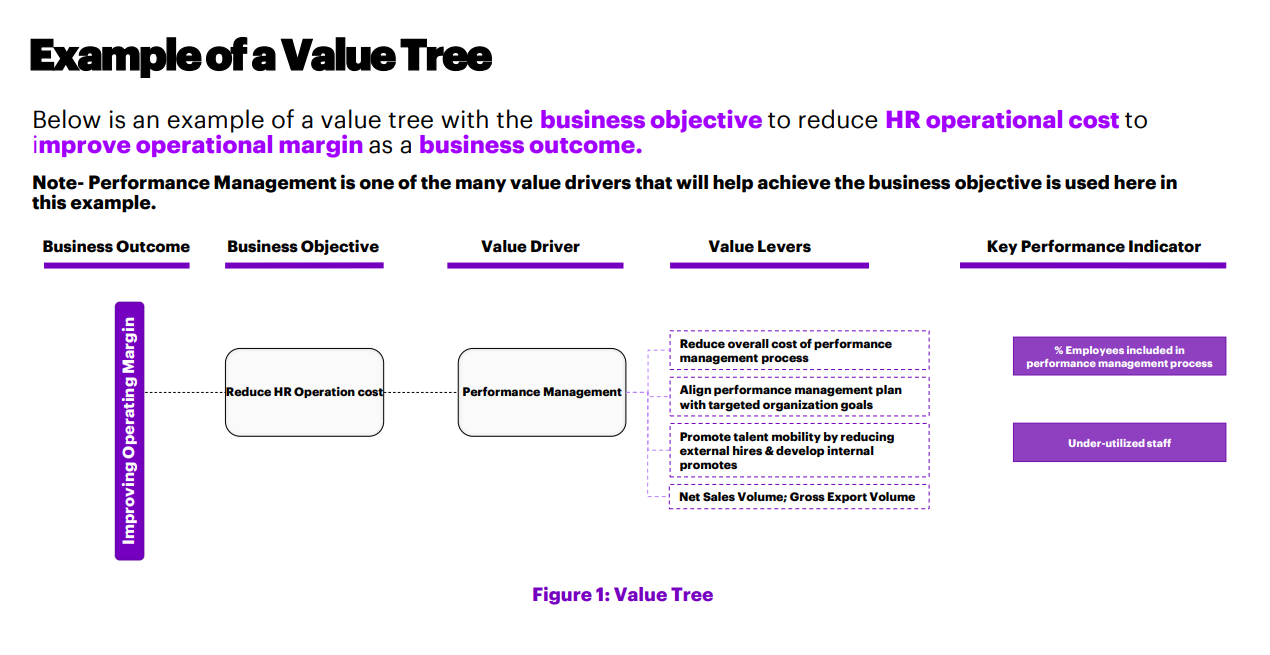 Example of a Value Tree
Below is an example of a value tree with the business objective to reduce HR operational cost to
improve operational margin as a business outcome.
Note- Performance Management is one of the many value drivers that will help achieve the business objective is used here in
this example.
Business Outcome
Business Objective
Value Driver
Value Levers
Key Performance Indicator
Improving Operating Margin
Reduce HR Operation cost
Performance Management
Reduce overall cost of performance
management process
Align performance management plan
with targeted organization goals
Promote talent mobility by reducing
external hires & develop internal
promotes
Net Sales Volume; Gross Export Volume
% Employees included in
performance management process
Under-utilized staff
Figure 1: Value Tree